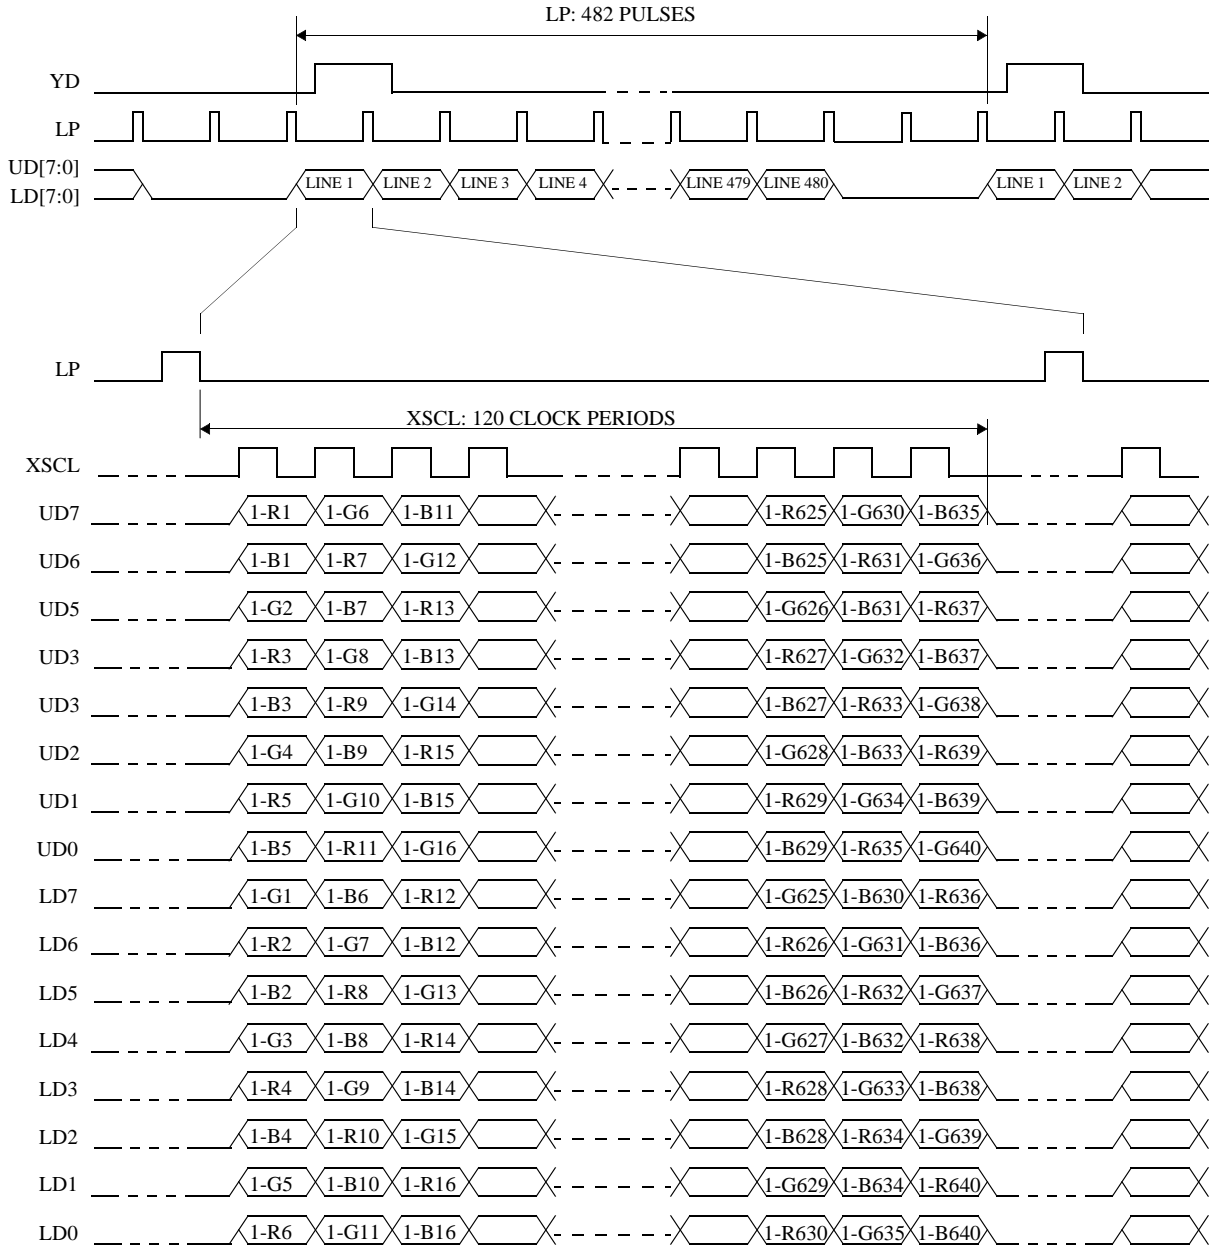 LP: 482 PULSES
YD
LP
UD[7:0]
LD[7:0]
LINE 1 LINE 2 LINE 3 LINE 4 LINE 479 LINE 480 LINE 1 LINE 2
LP
XSCL: 120 CLOCK PERIODS
XSCL
UD7 1-R1 1-G6 1-B11 1-R625 1-G630 1-B635
UD6 1-B1 1-R7 1-G12 1-B625 1-R631 1-G636
UD5 1-G2 1-B7 1-R13 1-G626 1-B631 1-R637
UD3 1-R3 1-G8 1-B13 1-R627 1-G632 1-B637
UD3 1-B3 1-R9 1-G14 1-B627 1-R633 1-G638
UD2 1-G4 1-B9 1-R15 1-G628 1-B633 1-R639
UD1 1-R5 1-G10 1-B15 1-R629 1-G634 1-B639
UD0 1-B5 1-R11 1-G16 1-B629 1-R635 1-G640
LD7 1-G1 1-B6 1-R12 1-G625 1-B630 1-R636
LD6 1-R2 1-G7 1-B12 1-R626 1-G631 1-B636
LD5 1-B2 1-R8 1-G13 1-B626 1-R632 1-G637
LD4 1-G3 1-B8 1-R14 1-G627 1-B632 1-R638
LD3 1-R4 1-G9 1-B14 1-R628 1-G633 1-B638
LD2 1-B4 1-R10 1-G15 1-B628 1-R634 1-G639
LD1 1-G5 1-B10 1-R16 1-G629 1-B634 1-R640
LD0 1-R6 1-G11 1-B16 1-R630 1-G635 1-B640